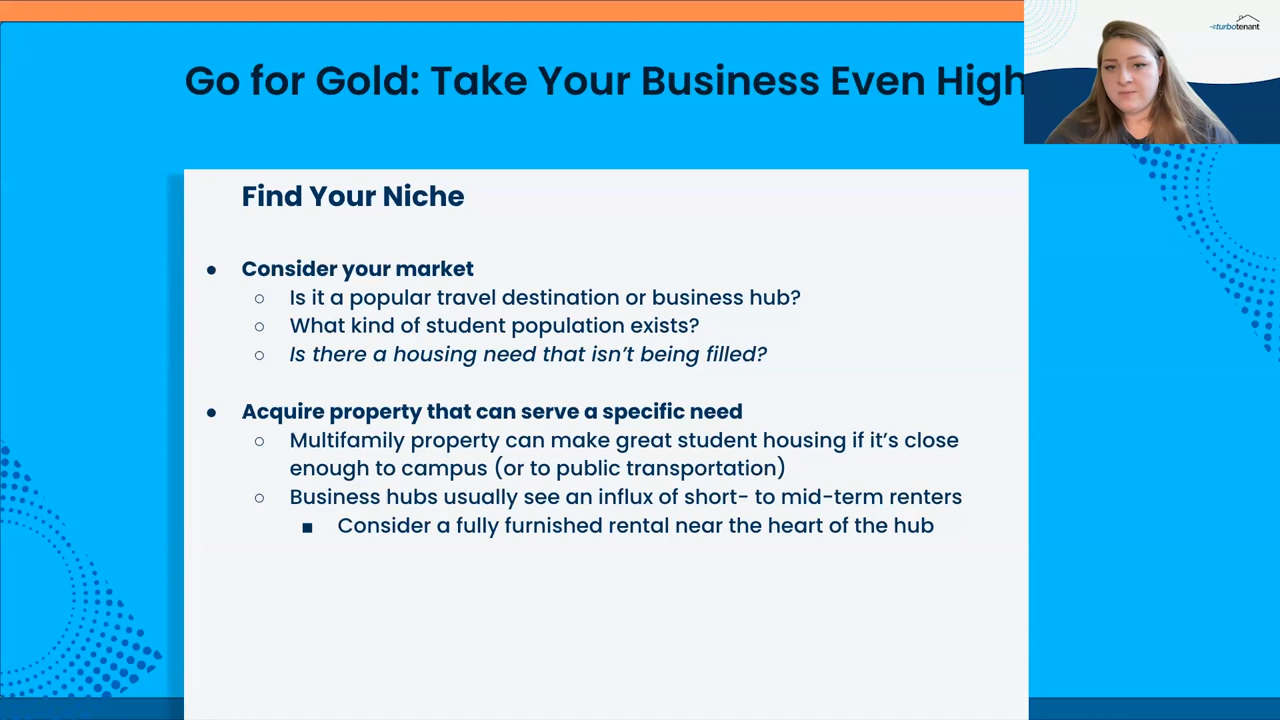 Go for Gold: Take Your Business Even High
turbotenant
Find Your Niche
● Consider your market
○ Is it a popular travel destination or business hub?
○ What kind of student population exists?
○ Is there a housing need that isn’t being filled?
● Acquire property that can serve a specific need
○ Multifamily property can make great student housing if it’s close
enough to campus (or to public transportation)
○ Business hubs usually see an influx of short- to mid-term renters
■ Consider a fully furnished rental near the heart of the hub